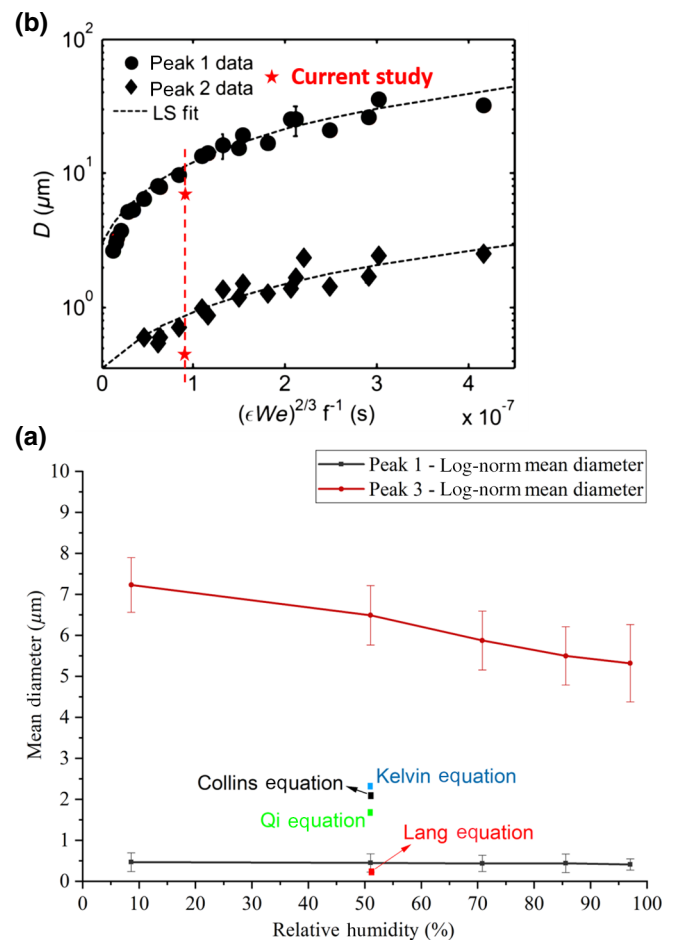 (b)
10²
Peak 1 data
Peak 2 data
LS fit
Current study
10¹
D (µm)
10⁰
0 1 2 3 4
(ϵWe)²/³ f⁻¹ (s)
x 10⁻⁷
(a)
10
Peak 1 - Log-norm mean diameter
Peak 3 - Log-norm mean diameter
9
8
7
6
5
4
3
2
1
0
Mean diameter (µm)
Kelvin equation
Collins equation
Qi equation
Lang equation
0 10 20 30 40 50 60 70 80 90 100
Relative humidity (%)